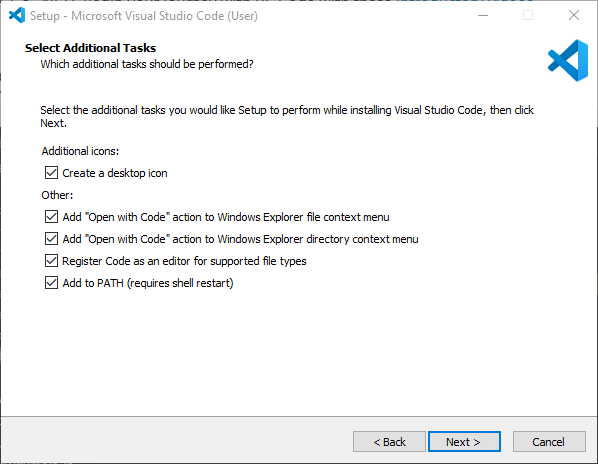 Setup - Microsoft Visual Studio Code (User)
Select Additional Tasks
Which additional tasks should be performed?
Select the additional tasks you would like Setup to perform while installing Visual Studio Code, then click
Next.
Additional icons:
Create a desktop icon
Other:
Add "Open with Code" action to Windows Explorer file context menu
Add "Open with Code" action to Windows Explorer directory context menu
Register Code as an editor for supported file types
Add to PATH (requires shell restart)
< Back
Next >
Cancel